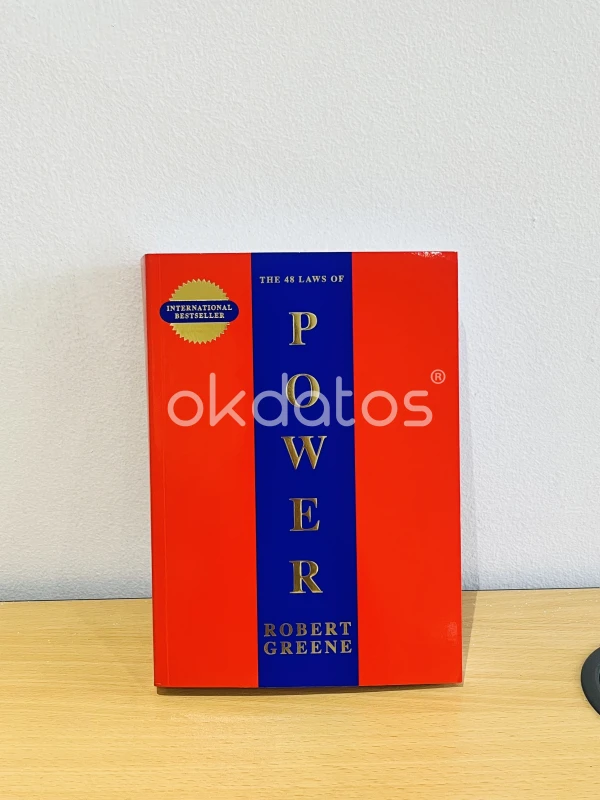 THE 48 LAWS OF
INTERNATIONAL
BESTSELLER
P
O
W
E
R
okdatos®
ROBERT
GREENE